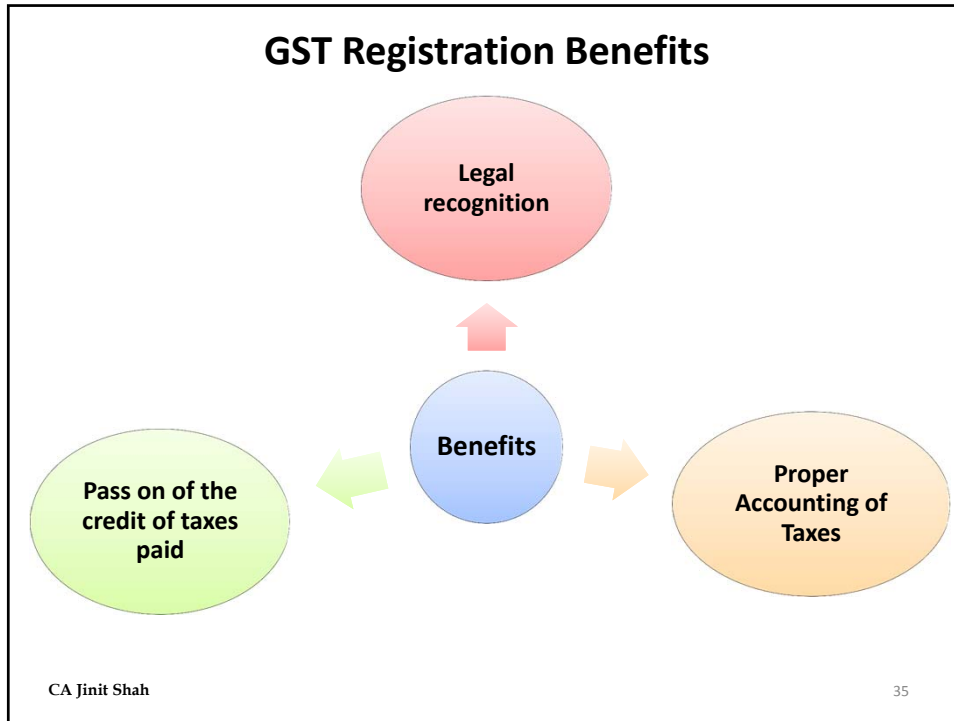 GST Registration Benefits
Legal
recognition
Benefits
Proper
Accounting of
Taxes
Pass on of the
credit of taxes
paid
CA Jinit Shah
35